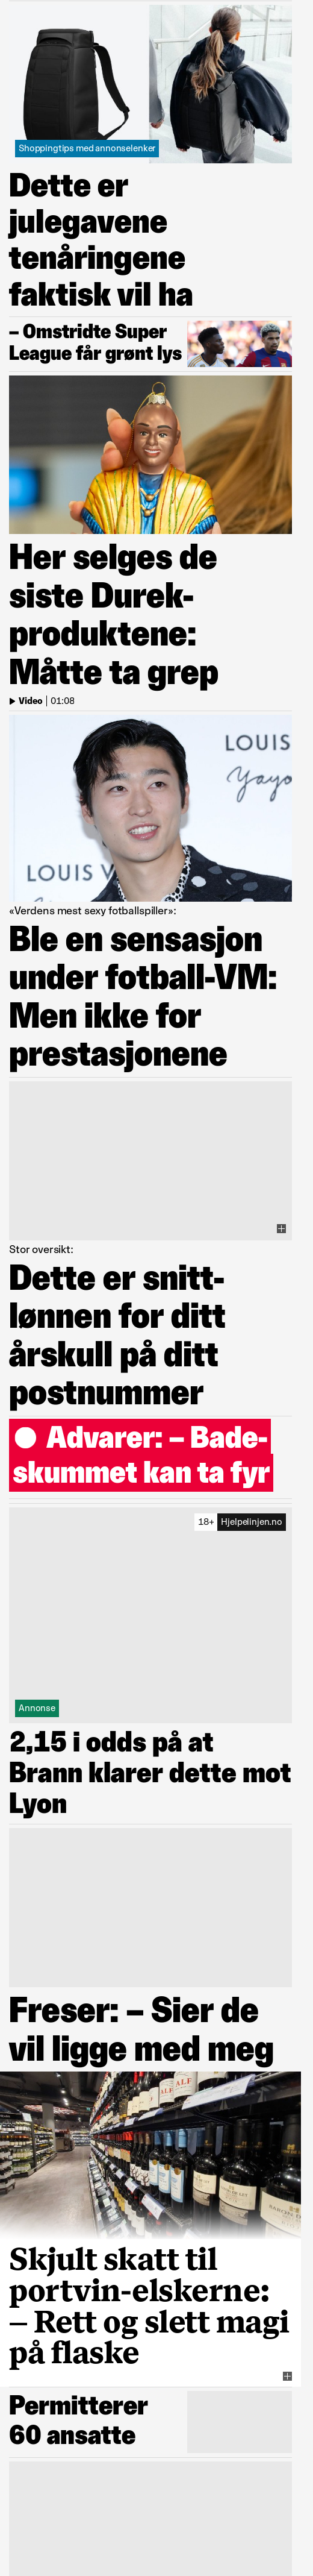 Shoppingtips med annonselenker
Dette er
julegavene
tenåringene
faktisk vil ha
– Omstridte Super
League får grønt lys
Her selges de
siste Durek-
produktene:
Måtte ta grep
Video | 01:08
LOUIS
Yayo
LOUIS V
«Verdens mest sexy fotballspiller»:
Ble en sensasjon
under fotball-VM:
Men ikke for
prestasjonene
Stor oversikt:
Dette er snitt-
lønnen for ditt
årskull på ditt
postnummer
Advarer: – Bade-
skummet kan ta fyr
18+ Hjelpelinjen.no
Annonse
2,15 i odds på at
Brann klarer dette mot
Lyon
Freser: – Sier de
vil ligge med meg
Skjult skatt til
portvin-elskerne:
– Rett og slett magi
på flaske
Permitterer
60 ansatte